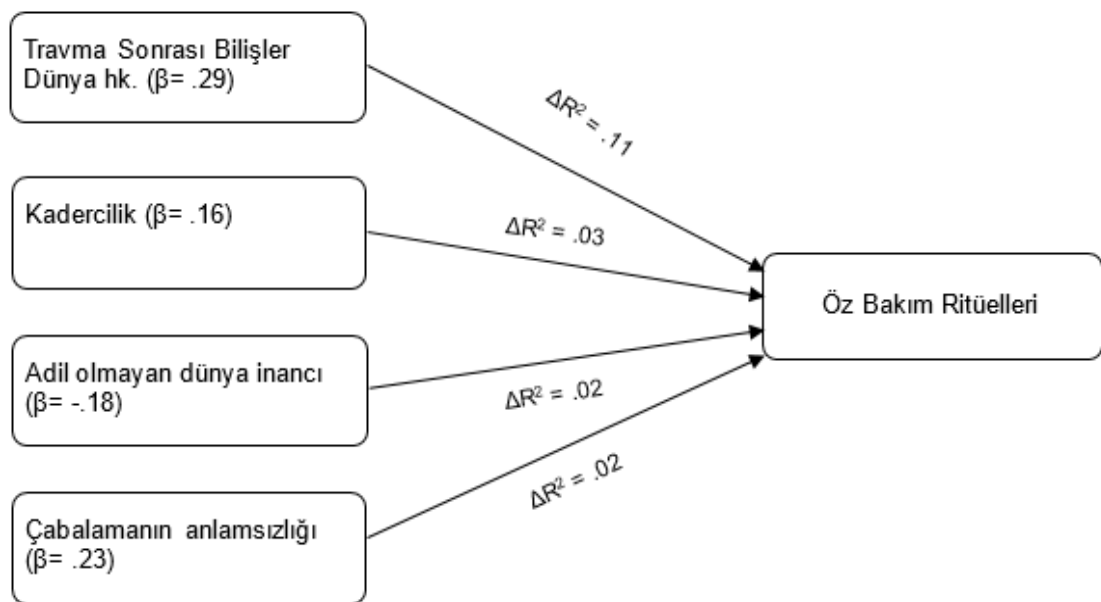 Travma Sonrası Bilişler
Dünya hk. (β= .29)
ΔR² = .11
Kadercilik (β= .16)
ΔR² = .03
Öz Bakım Ritüelleri
Adil olmayan dünya inancı
(β= -.18)
ΔR² = .02
Çabalamanın anlamsızlığı
(β= .23)
ΔR² = .02